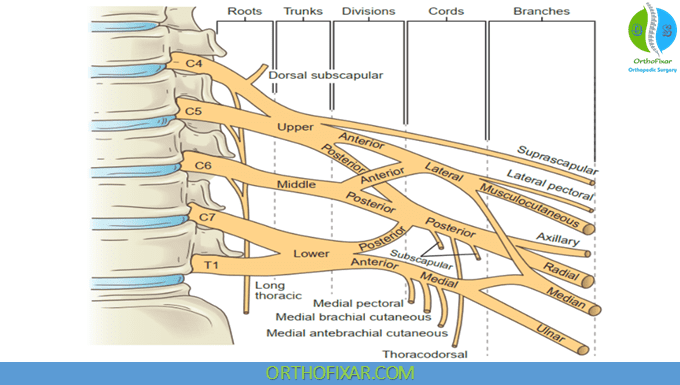 Roots Trunks Divisions Cords Branches
OrthoFixar
Orthopedic Surgery
C4
Dorsal subscapular
C5
Upper
Anterior
Suprascapular
Posterior
C6
Anterior
Lateral
Lateral pectoral
Middle
Musculocutaneous
Posterior
C7
Posterior
Axillary
Lower
Posterior
Subscapular
T1
Anterior
Medial
Radial
Median
Long
thoracic
Medial pectoral
Medial brachial cutaneous
Medial antebrachial cutaneous
Ulnar
Thoracodorsal
ORTHOFIXAR.COM